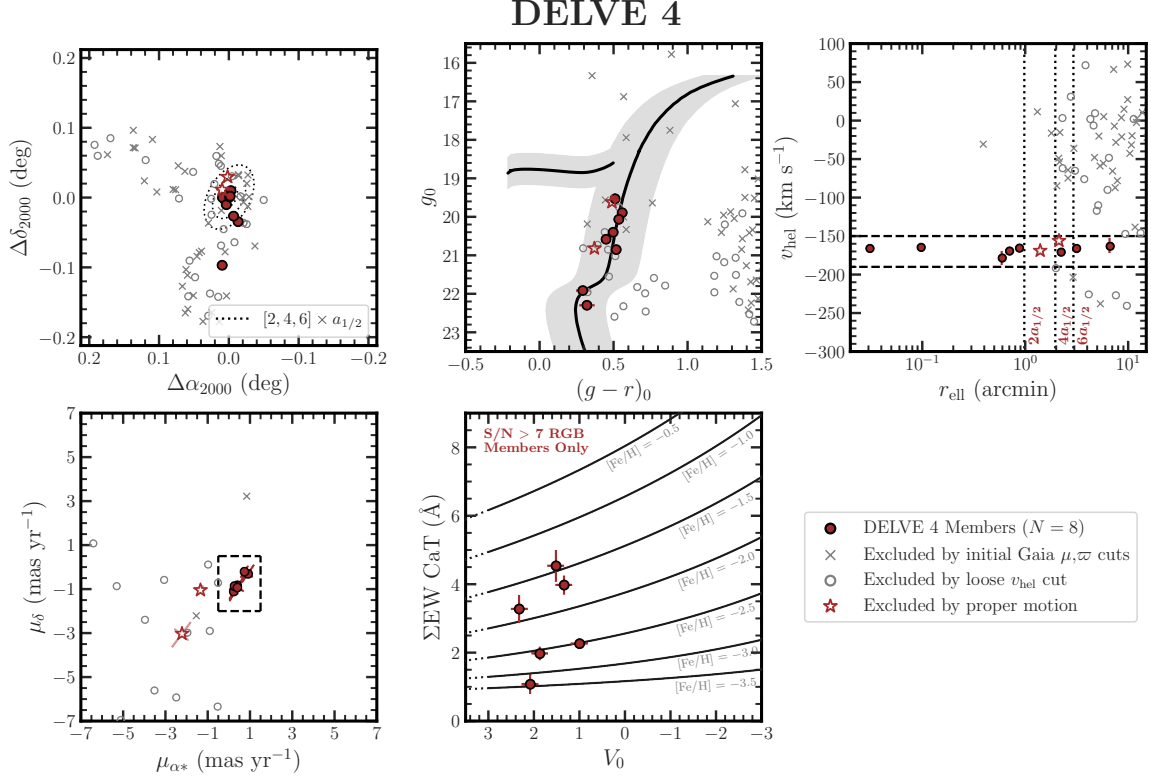 DELVE 4
0.2
0.1
0.0
−0.1
−0.2
0.2
0.1
0.0
−0.1
−0.2
Δδ2000 (deg)
Δα2000 (deg)
[2, 4, 6] × a1/2
16
17
18
19
20
21
22
23
−0.5
0.0
0.5
1.0
1.5
g0
(g − r)0
100
50
0
−50
−100
−150
−200
−250
−300
10−1
100
101
vhel (km s−1)
rell (arcmin)
2a1/2
4a1/2
6a1/2
7
5
3
1
−1
−3
−5
−7
−7
−5
−3
−1
1
3
5
7
μδ (mas yr−1)
μα* (mas yr−1)
8
6
4
2
0
3
2
1
0
−1
−2
−3
ΣEW CaT (Å)
V0
S/N > 7 RGB
Members Only
[Fe/H] = −0.5
[Fe/H] = −1.0
[Fe/H] = −1.5
[Fe/H] = −2.0
[Fe/H] = −2.5
[Fe/H] = −3.0
[Fe/H] = −3.5
DELVE 4 Members (N = 8)
Excluded by initial Gaia μ,ϖ cuts
Excluded by loose vhel cut
Excluded by proper motion